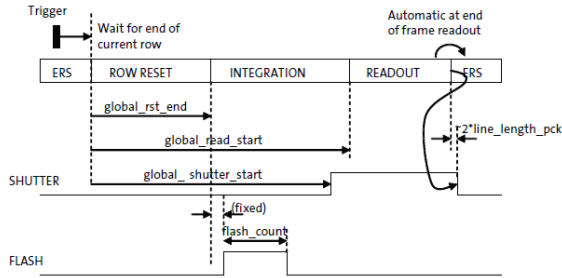 Trigger
Wait for end of
current row
Automatic at end
of frame readout
ERS ROW RESET INTEGRATION READOUT ERS
global_rst_end
global_read_start
r2*line_length_pck
SHUTTER
global_ shutter_start
(fixed)
flash_count
FLASH